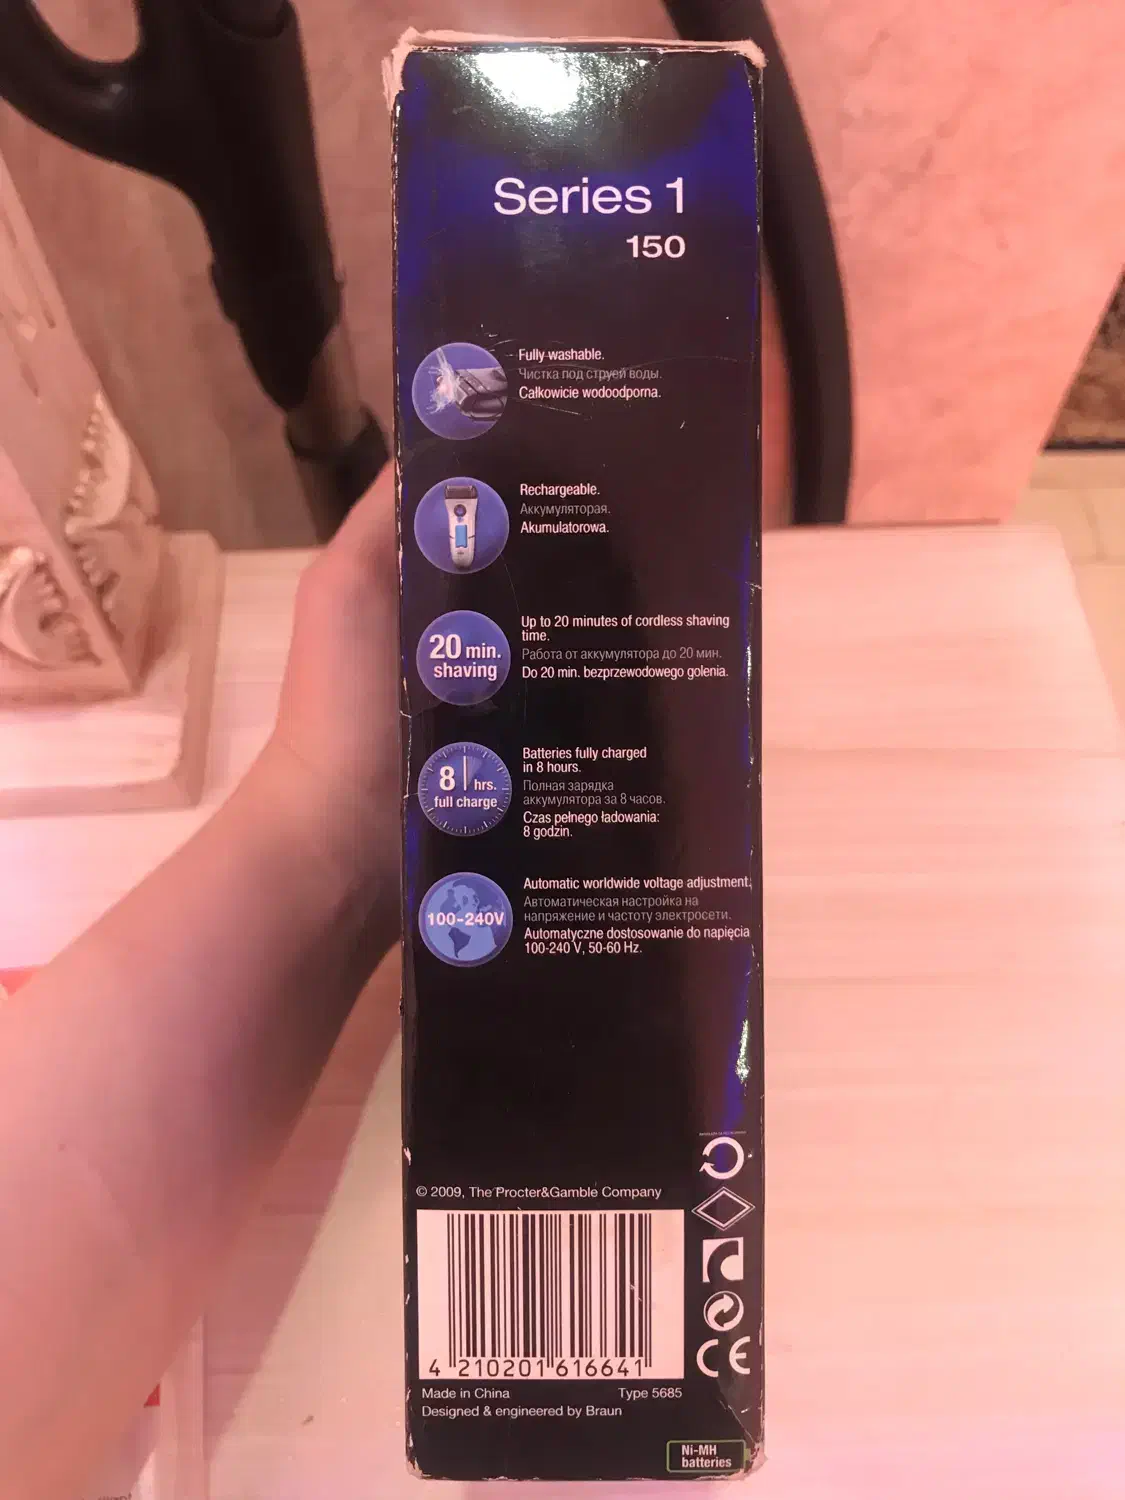 Series 1
150
Fully washable.
Чистка под струей воды.
Całkowicie wodoodporna.
Rechargeable.
Аккумуляторая.
Akumulatorowa.
20 min.
shaving
Up to 20 minutes of cordless shaving
time.
Работа от аккумулятора до 20 мин.
Do 20 min. bezprzewodowego golenia.
8 hrs.
full charge
Batteries fully charged
in 8 hours.
Полная зарядка
аккумулятора за 8 часов.
Czas pełnego ładowania:
8 godzin.
100-240V
Automatic worldwide voltage adjustment.
Автоматическая настройка на
напряжение и частоту электросети.
Automatyczne dostosowanie do napięcia
100-240 V, 50-60 Hz.
© 2009, The Procter&Gamble Company
4 210201 616641
CE
Made in China Type 5685
Designed & engineered by Braun
Ni-MH
batteries